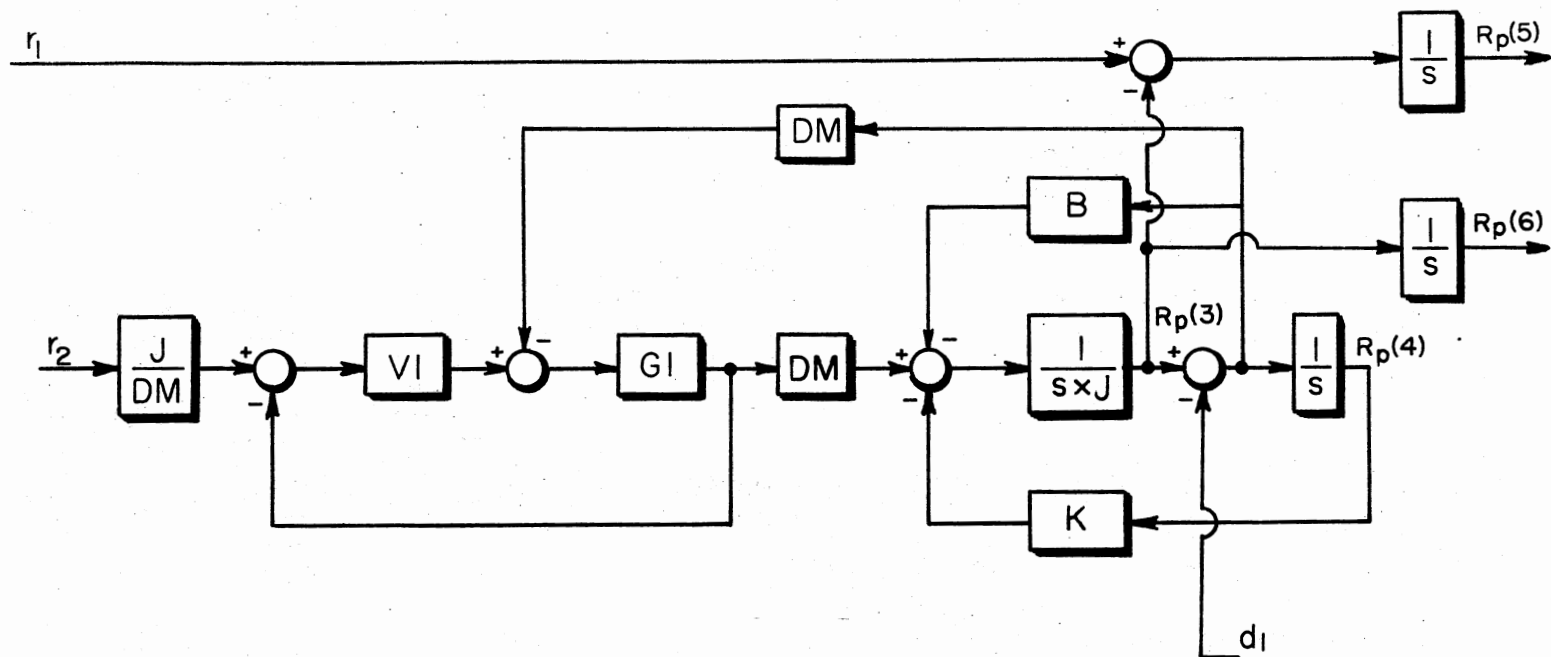 r₁
+
-
1/s
Rp(5)
DM
B
1/s
Rp(6)
-
-
Rp(3)
r₂
J/DM
+
-
VI
+
GI
DM
+
-
1/s×J
+
-
1/s
Rp(4)
K
d₁